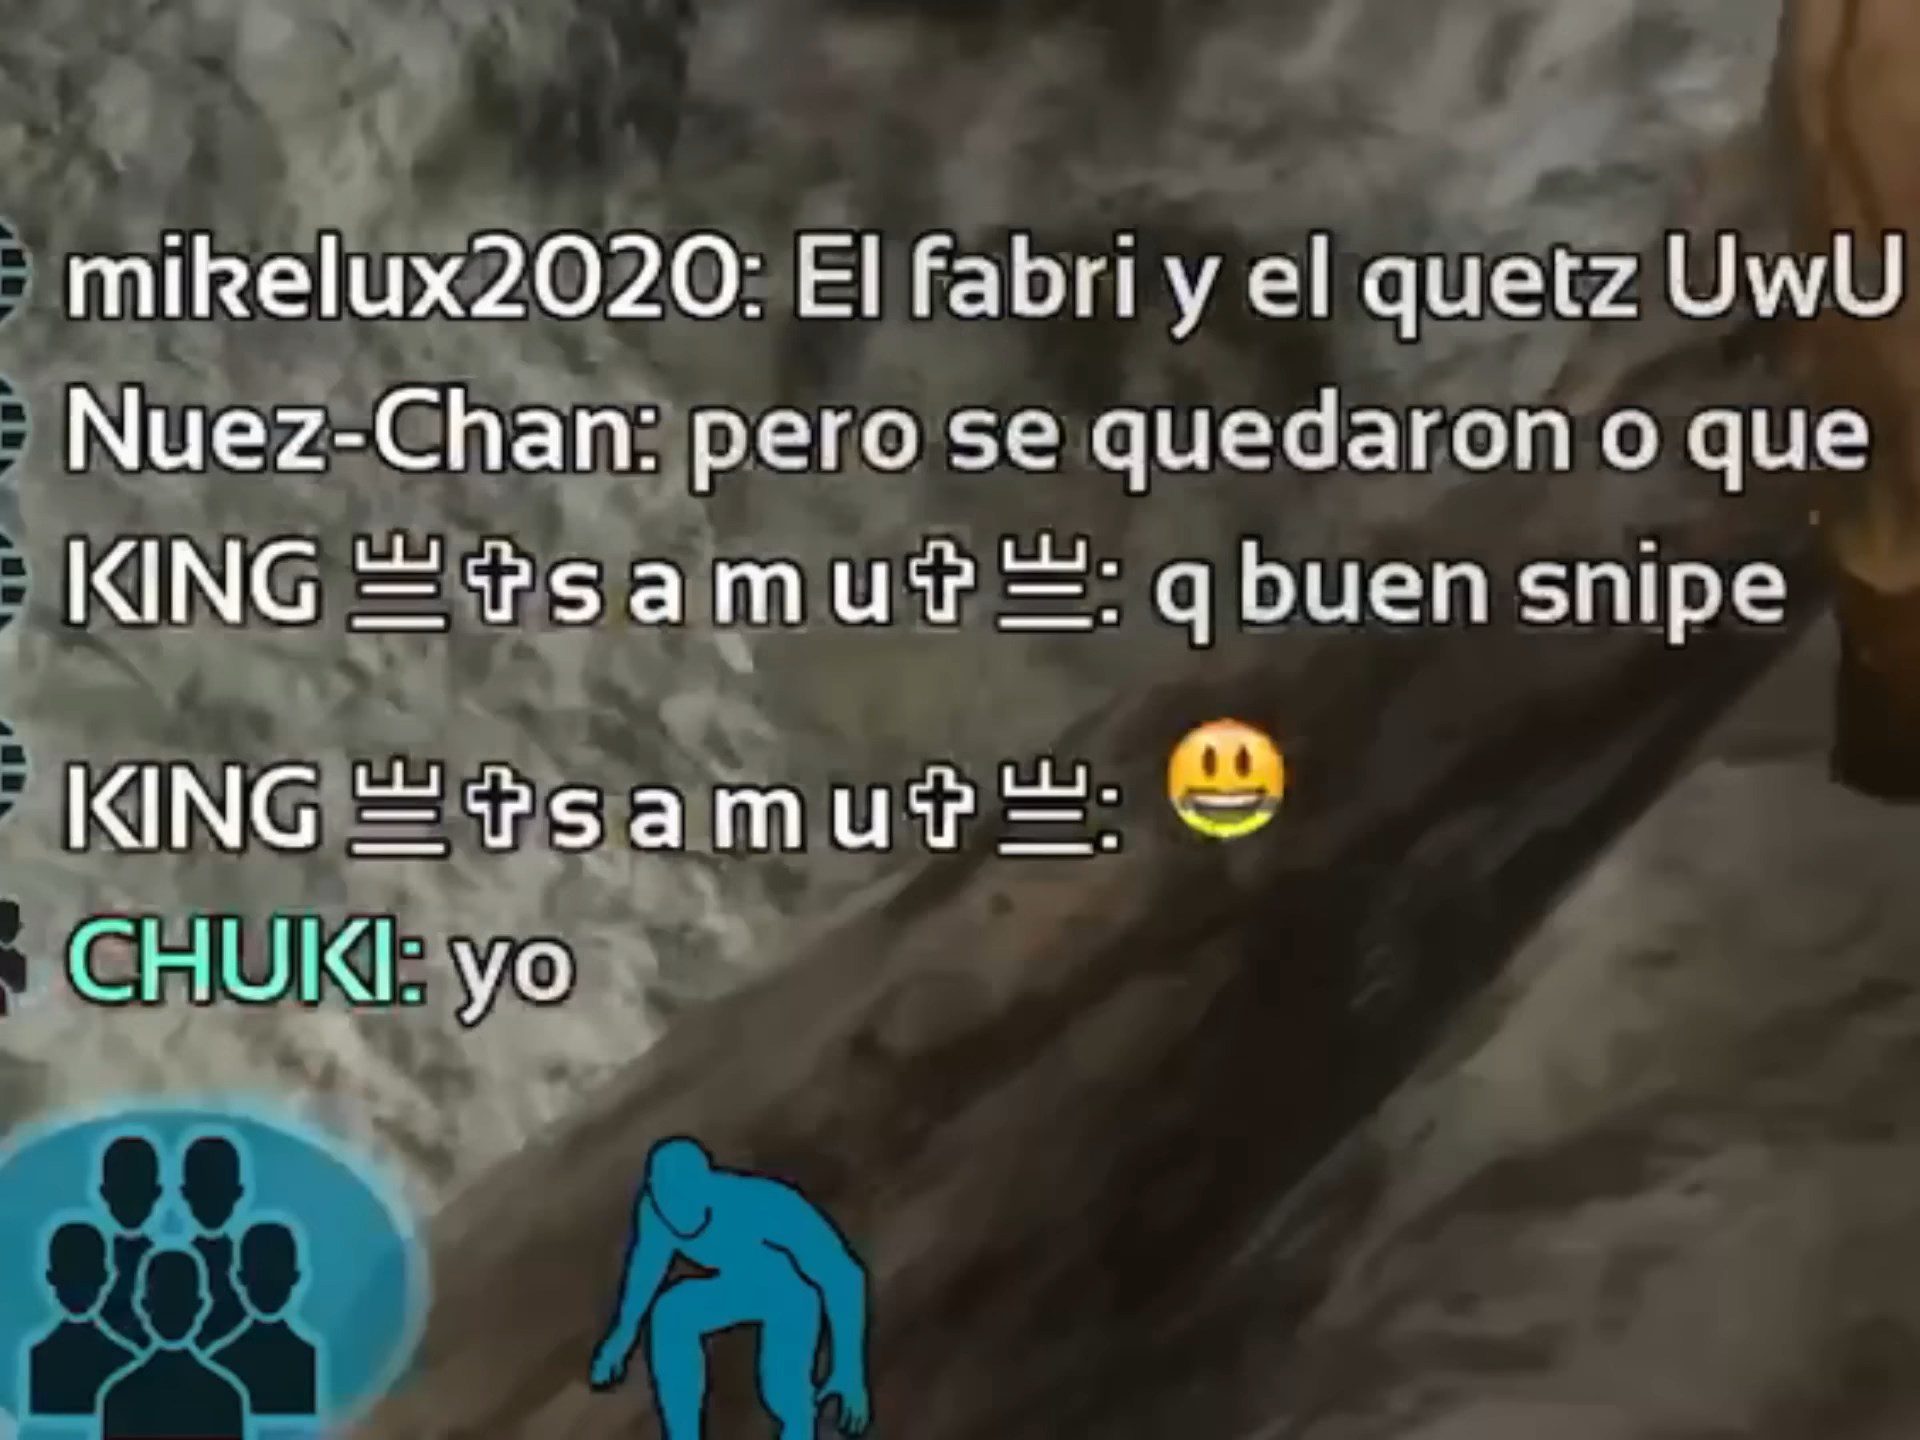 mikelux2020: El fabri y el quetz UwU
Nuez-Chan: pero se quedaron o que
KING 亗✞s a m u✞亗: q buen snipe
KING 亗✞s a m u✞亗: 😃
CHUKI: yo